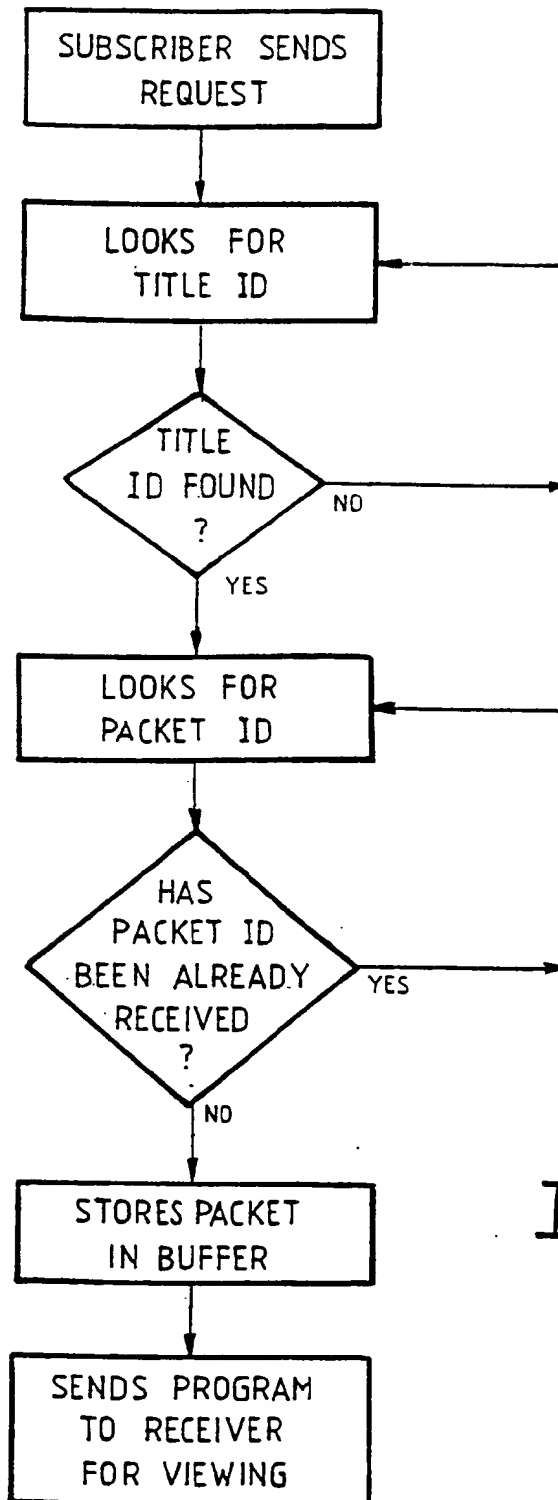 SUBSCRIBER SENDS
REQUEST
LOOKS FOR
TITLE ID
TITLE
ID FOUND
?
NO
YES
LOOKS FOR
PACKET ID
HAS
PACKET ID
BEEN ALREADY
RECEIVED
?
YES
NO
STORES PACKET
IN BUFFER
SENDS PROGRAM
TO RECEIVER
FOR VIEWING